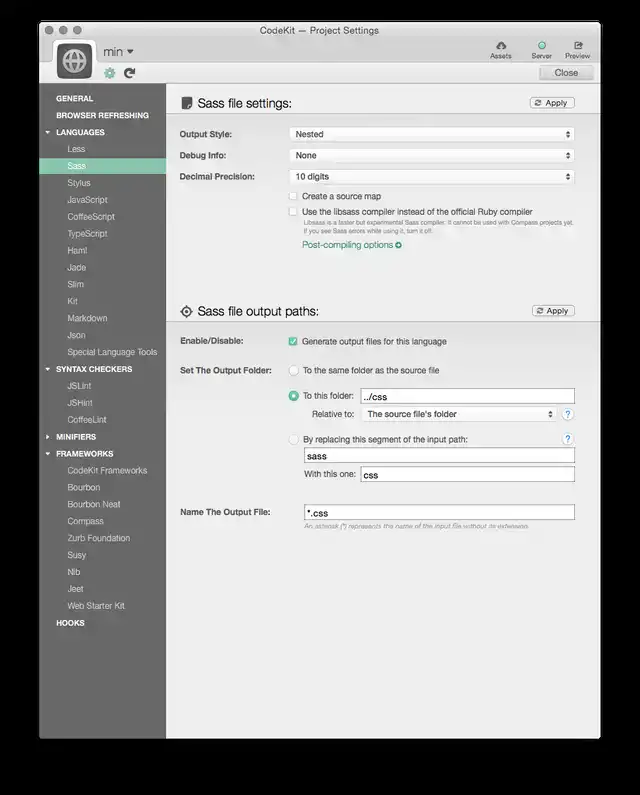 CodeKit — Project Settings
min
Assets
Server
Preview
Close
GENERAL
BROWSER REFRESHING
LANGUAGES
Less
Sass
Stylus
JavaScript
CoffeeScript
TypeScript
Haml
Jade
Slim
Kit
Markdown
Json
Special Language Tools
SYNTAX CHECKERS
JSLint
JSHint
CoffeeLint
MINIFIERS
FRAMEWORKS
CodeKit Frameworks
Bourbon
Bourbon Neat
Compass
Zurb Foundation
Susy
Nib
Jeet
Web Starter Kit
HOOKS
Sass file settings:
Apply
Output Style: Nested
Debug Info: None
Decimal Precision: 10 digits
Create a source map
Use the libsass compiler instead of the official Ruby compiler
Libsass is a faster but experimental Sass compiler. It cannot be used with Compass projects yet.
If you see Sass errors while using it, turn it off.
Post-compiling options
Sass file output paths:
Apply
Enable/Disable: Generate output files for this language
Set The Output Folder: To the same folder as the source file
To this folder: ../css
Relative to: The source file's folder ?
By replacing this segment of the input path: ?
sass
With this one: css
Name The Output File: *.css
An asterisk (*) represents the name of the input file without its extension.